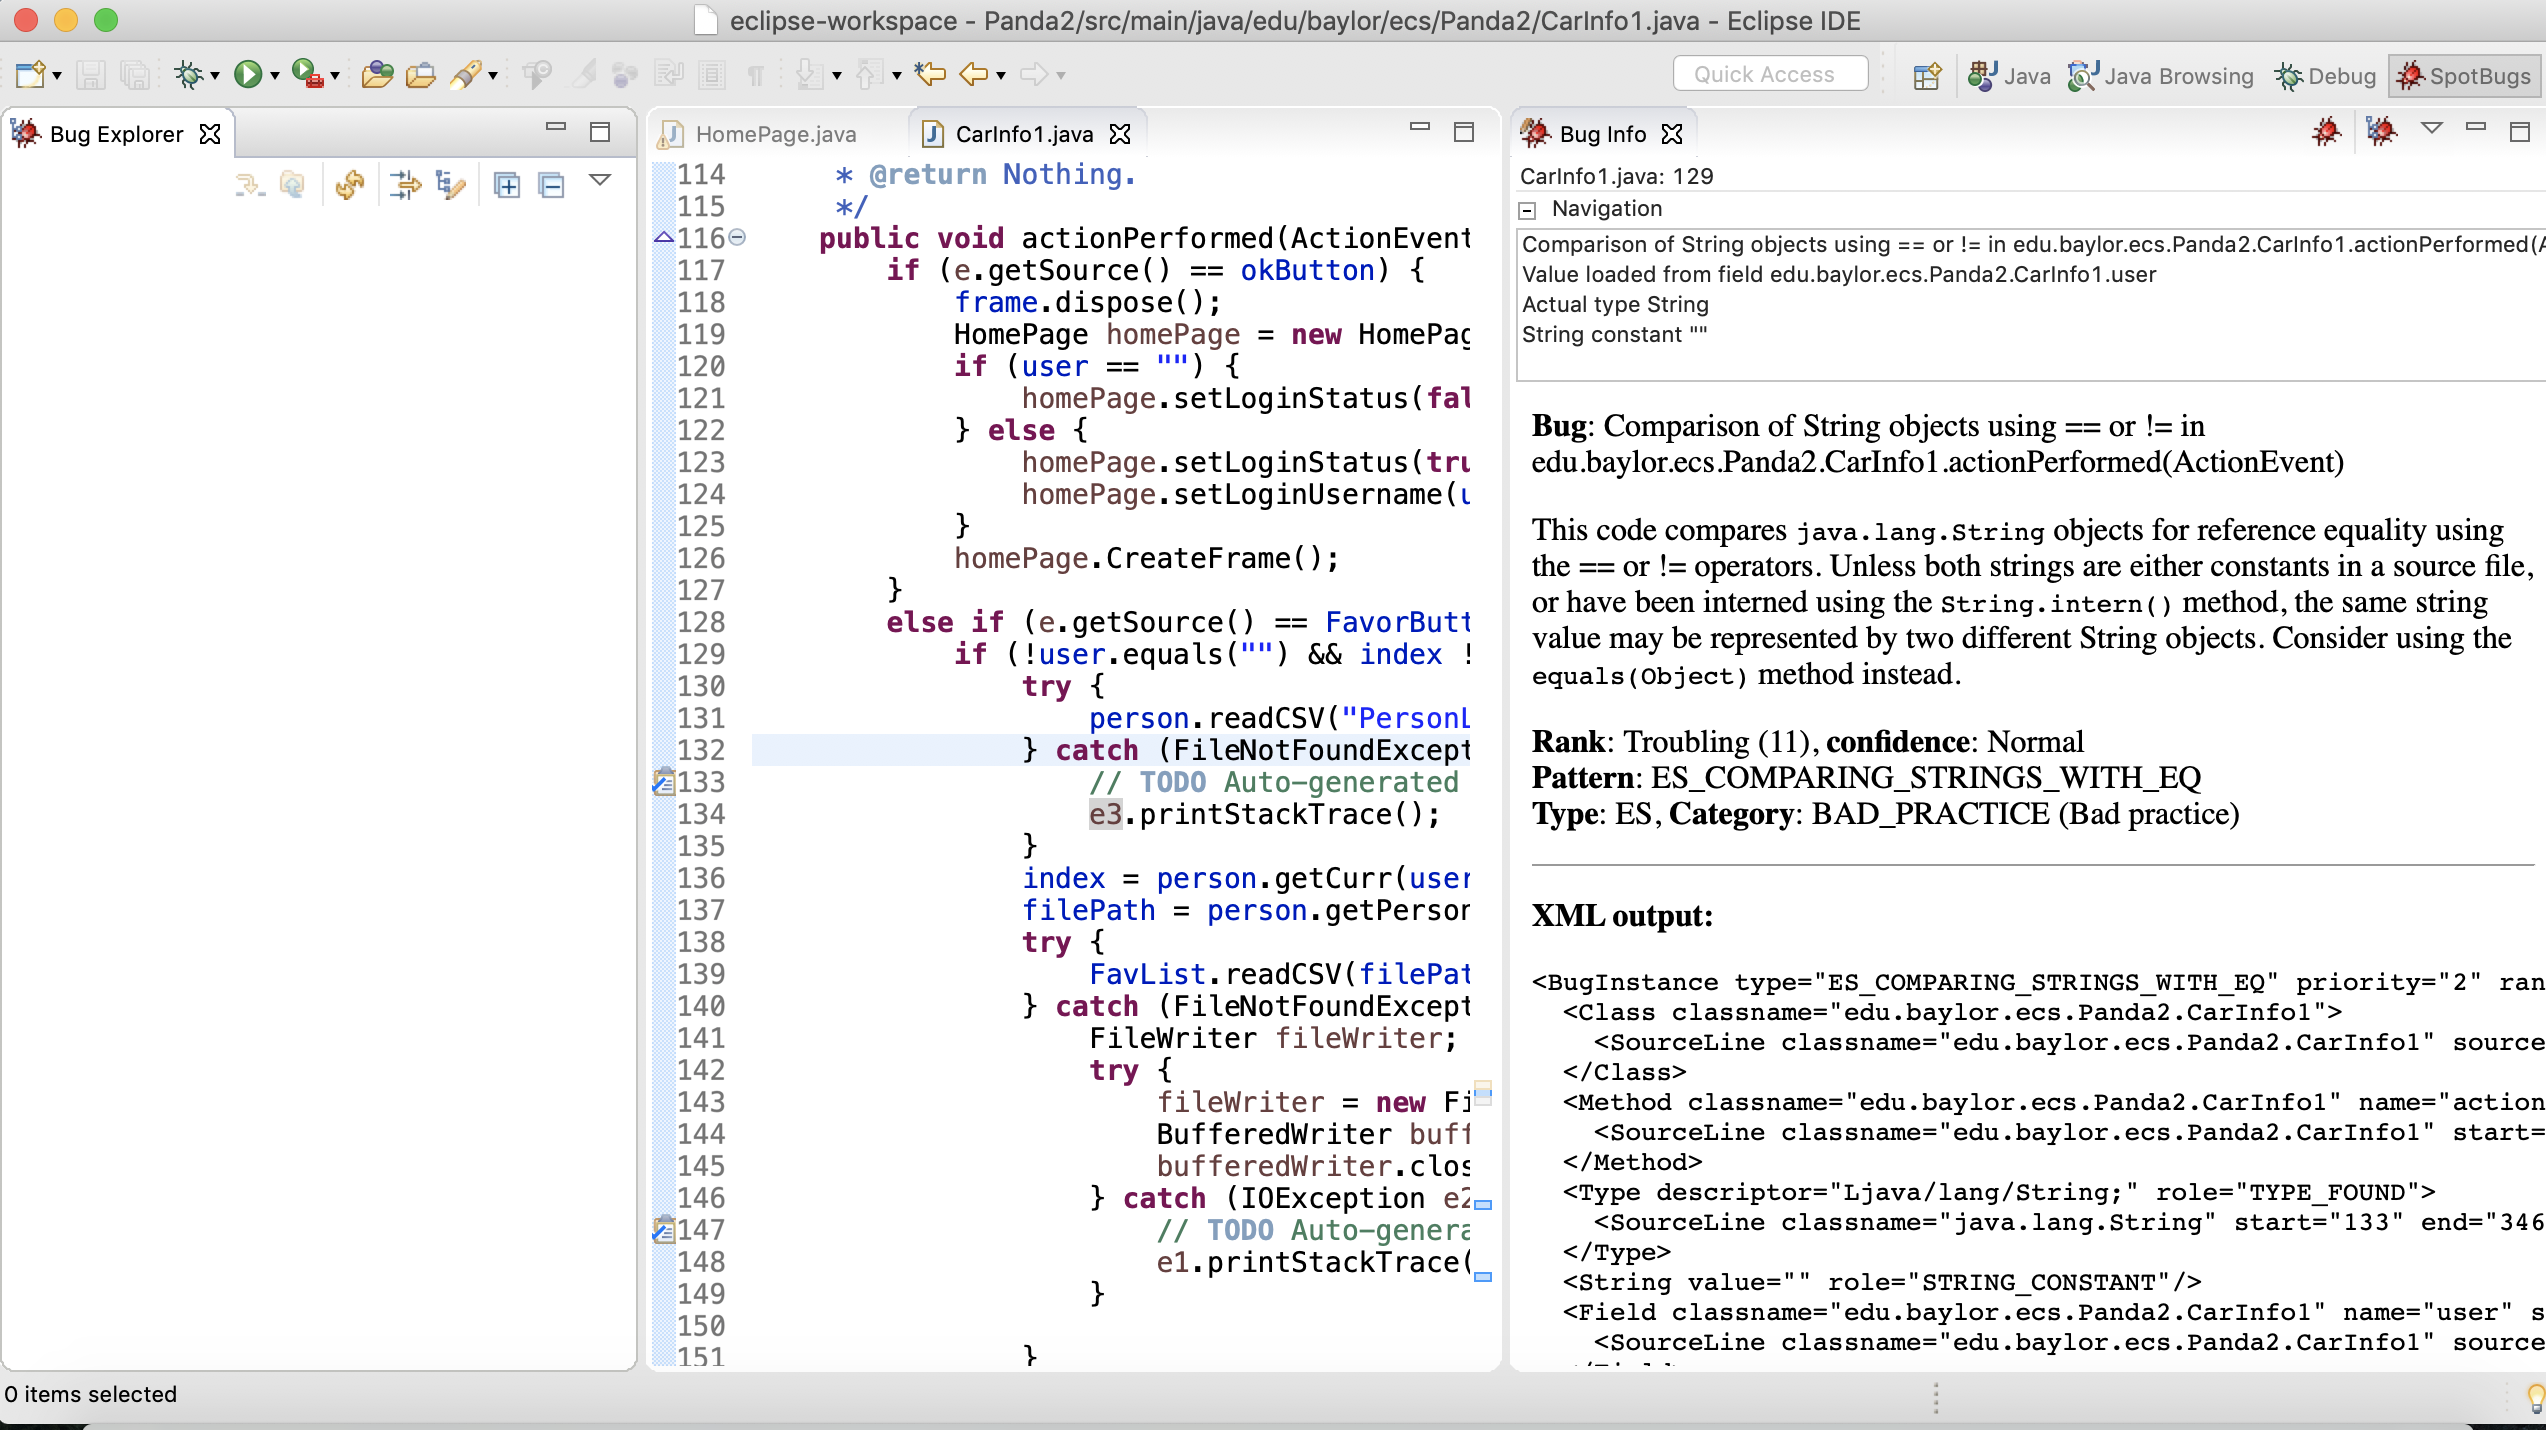 eclipse-workspace - Panda2/src/main/java/edu/baylor/ecs/Panda2/CarInfo1.java - Eclipse IDE
Quick Access
Java
Java Browsing
Debug
SpotBugs
Bug Explorer
HomePage.java
CarInfo1.java
114 * @return Nothing.
115 */
116 public void actionPerformed(ActionEvent
117 if (e.getSource() == okButton) {
118 frame.dispose();
119 HomePage homePage = new HomePag
120 if (user == "") {
121 homePage.setLoginStatus(fal
122 } else {
123 homePage.setLoginStatus(tru
124 homePage.setLoginUsername(u
125 }
126 homePage.CreateFrame();
127 }
128 else if (e.getSource() == FavorButt
129 if (!user.equals("") && index !
130 try {
131 person.readCSV("PersonL
132 } catch (FileNotFoundExcept
133 // TODO Auto-generated
134 e3.printStackTrace();
135 }
136 index = person.getCurr(user
137 filePath = person.getPerson
138 try {
139 FavList.readCSV(filePat
140 } catch (FileNotFoundExcept
141 FileWriter fileWriter;
142 try {
143 fileWriter = new Fi
144 BufferedWriter buff
145 bufferedWriter.clos
146 } catch (IOException e2
147 // TODO Auto-genera
148 e1.printStackTrace(
149 }
150
151 }
Bug Info
CarInfo1.java: 129
Navigation
Comparison of String objects using == or != in edu.baylor.ecs.Panda2.CarInfo1.actionPerformed(A
Value loaded from field edu.baylor.ecs.Panda2.CarInfo1.user
Actual type String
String constant ""
Bug: Comparison of String objects using == or != in
edu.baylor.ecs.Panda2.CarInfo1.actionPerformed(ActionEvent)
This code compares java.lang.String objects for reference equality using
the == or != operators. Unless both strings are either constants in a source file,
or have been interned using the String.intern() method, the same string
value may be represented by two different String objects. Consider using the
equals(Object) method instead.
Rank: Troubling (11), confidence: Normal
Pattern: ES_COMPARING_STRINGS_WITH_EQ
Type: ES, Category: BAD_PRACTICE (Bad practice)
XML output:
<BugInstance type="ES_COMPARING_STRINGS_WITH_EQ" priority="2" ran
<Class classname="edu.baylor.ecs.Panda2.CarInfo1">
<SourceLine classname="edu.baylor.ecs.Panda2.CarInfo1" source
</Class>
<Method classname="edu.baylor.ecs.Panda2.CarInfo1" name="action
<SourceLine classname="edu.baylor.ecs.Panda2.CarInfo1" start=
</Method>
<Type descriptor="Ljava/lang/String;" role="TYPE_FOUND">
<SourceLine classname="java.lang.String" start="133" end="346
</Type>
<String value="" role="STRING_CONSTANT"/>
<Field classname="edu.baylor.ecs.Panda2.CarInfo1" name="user" s
<SourceLine classname="edu.baylor.ecs.Panda2.CarInfo1" source
0 items selected